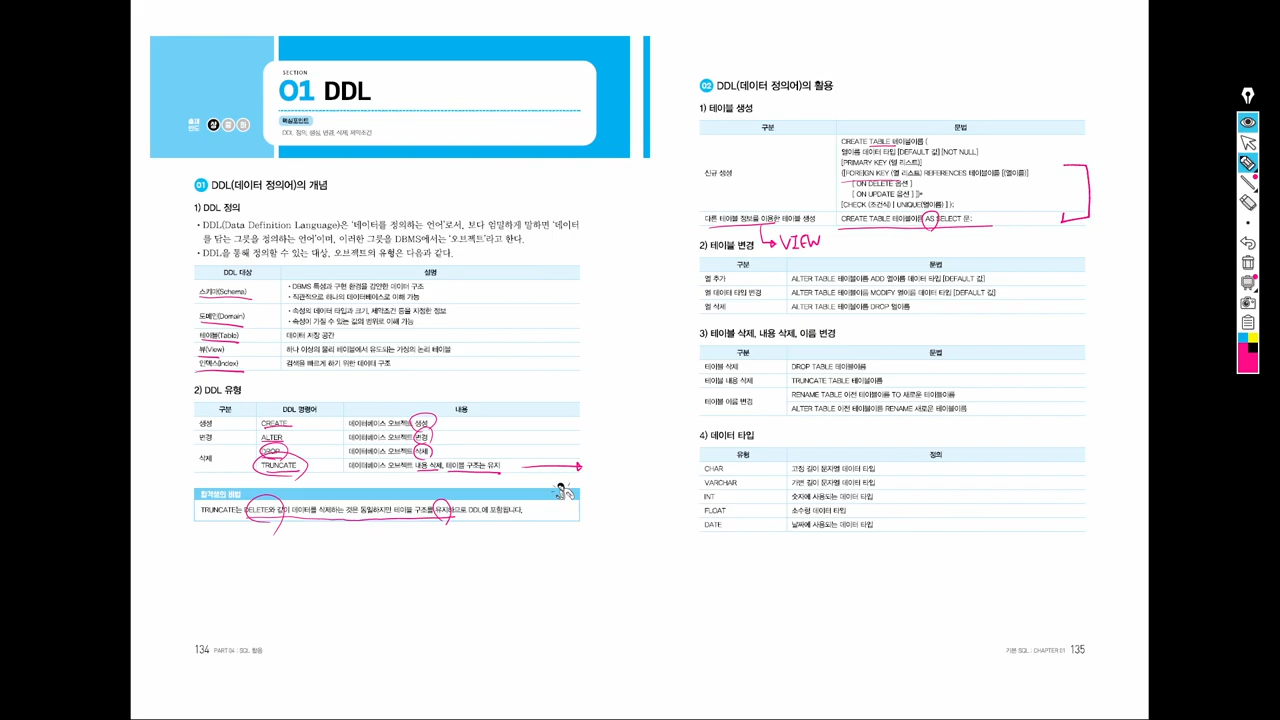 SECTION
01 DDL
출제
빈도
상 중 하
핵심포인트
DDL 정의, 생성, 변경, 삭제, 제약조건
01 DDL(데이터 정의어)의 개념
1) DDL 정의
• DDL(Data Definition Language)은 '데이터를 정의하는 언어'로서, 보다 엄밀하게 말하면 '데이터
를 담는 그릇을 정의하는 언어'이며, 이러한 그릇을 DBMS에서는 '오브젝트'라고 한다.
• DDL을 통해 정의할 수 있는 대상, 오브젝트의 유형은 다음과 같다.
DDL 대상 설명
스키마(Schema)
• DBMS 특성과 구현 환경을 감안한 데이터 구조
• 직관적으로 하나의 데이터베이스로 이해 가능
도메인(Domain)
• 속성의 데이터 타입과 크기, 제약조건 등을 지정한 정보
• 속성이 가질 수 있는 값의 범위로 이해 가능
테이블(Table) 데이터 저장 공간
뷰(View) 하나 이상의 물리 테이블에서 유도되는 가상의 논리 테이블
인덱스(Index) 검색을 빠르게 하기 위한 데이터 구조
2) DDL 유형
구분 DDL 명령어 내용
생성 CREATE 데이터베이스 오브젝트 생성
변경 ALTER 데이터베이스 오브젝트 변경
삭제
DROP 데이터베이스 오브젝트 삭제
TRUNCATE 데이터베이스 오브젝트 내용 삭제, 테이블 구조는 유지
합격생의 비법
TRUNCATE는 DELETE와 같이 데이터를 삭제하는 것은 동일하지만 테이블 구조를 유지하므로 DDL에 포함됩니다.
134 PART 04 : SQL 활용
02 DDL(데이터 정의어)의 활용
1) 테이블 생성
구분 문법
신규 생성
CREATE TABLE 테이블이름 (
열이름 데이터 타입 [DEFAULT 값] [NOT NULL]
[PRIMARY KEY (열 리스트)]
{[FOREIGN KEY (열 리스트) REFERENCES 테이블이름 [(열이름)]
[ ON DELETE 옵션 ]
[ ON UPDATE 옵션 ] ]}*
[CHECK (조건식) | UNIQUE(열이름) ] );
다른 테이블 정보를 이용한 테이블 생성 CREATE TABLE 테이블이름 AS SELECT 문;
VIEW
2) 테이블 변경
구분 문법
열 추가 ALTER TABLE 테이블이름 ADD 열이름 데이터 타입 [DEFAULT 값]
열 데이터 타입 변경 ALTER TABLE 테이블이름 MODIFY 열이름 데이터 타입 [DEFAULT 값]
열 삭제 ALTER TABLE 테이블이름 DROP 열이름
3) 테이블 삭제, 내용 삭제, 이름 변경
구분 문법
테이블 삭제 DROP TABLE 테이블이름
테이블 내용 삭제 TRUNCATE TABLE 테이블이름
테이블 이름 변경
RENAME TABLE 이전 테이블이름 TO 새로운 테이블이름
ALTER TABLE 이전 테이블이름 RENAME 새로운 테이블이름
4) 데이터 타입
유형 정의
CHAR 고정 길이 문자열 데이터 타입
VARCHAR 가변 길이 문자열 데이터 타입
INT 숫자에 사용되는 데이터 타입
FLOAT 소수형 데이터 타입
DATE 날짜에 사용되는 데이터 타입
기본 SQL : CHAPTER 01 135